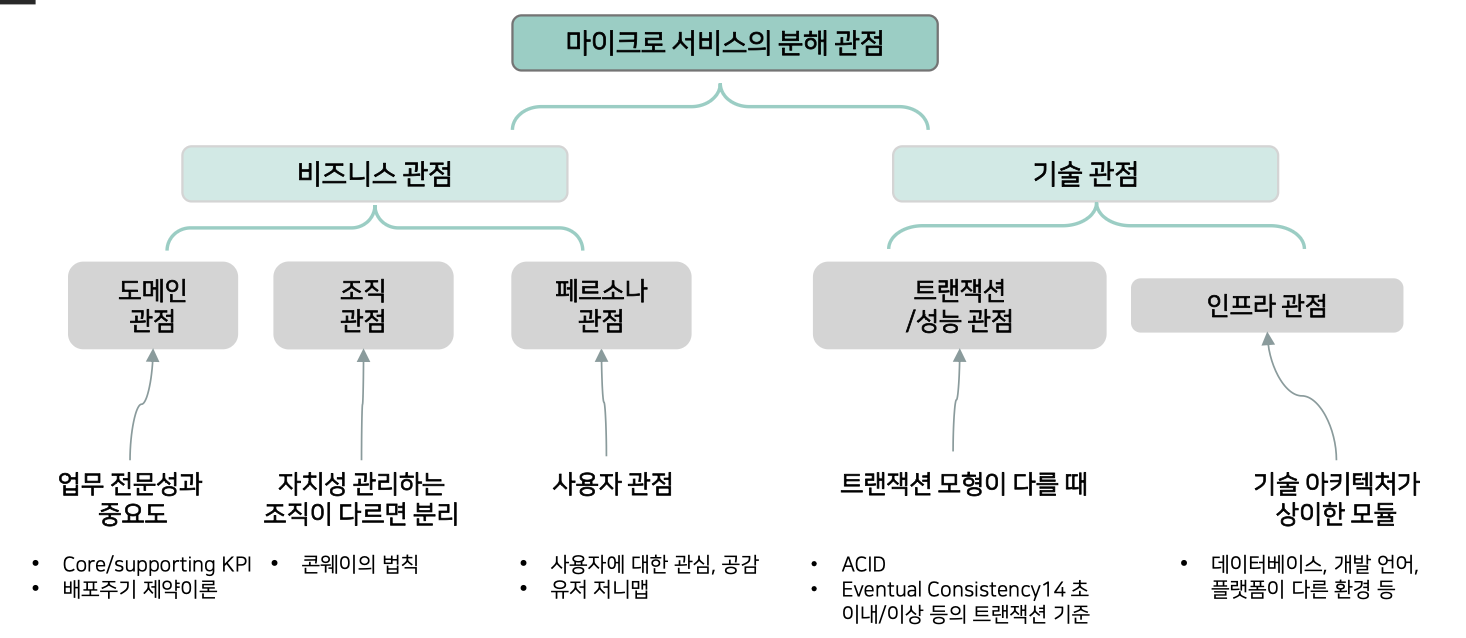 마이크로 서비스의 분해 관점
비즈니스 관점
기술 관점
도메인
관점
조직
관점
페르소나
관점
트랜잭션
/성능 관점
인프라 관점
업무 전문성과
중요도
자치성 관리하는
조직이 다르면 분리
사용자 관점
트랜잭션 모형이 다를 때
기술 아키텍처가
상이한 모듈
• Core/supporting KPI
• 배포주기 제약이론
• 콘웨이의 법칙
• 사용자에 대한 관심, 공감
• 유저 저니맵
• ACID
• Eventual Consistency14 초
이내/이상 등의 트랜잭션 기준
• 데이터베이스, 개발 언어,
플랫폼이 다른 환경 등